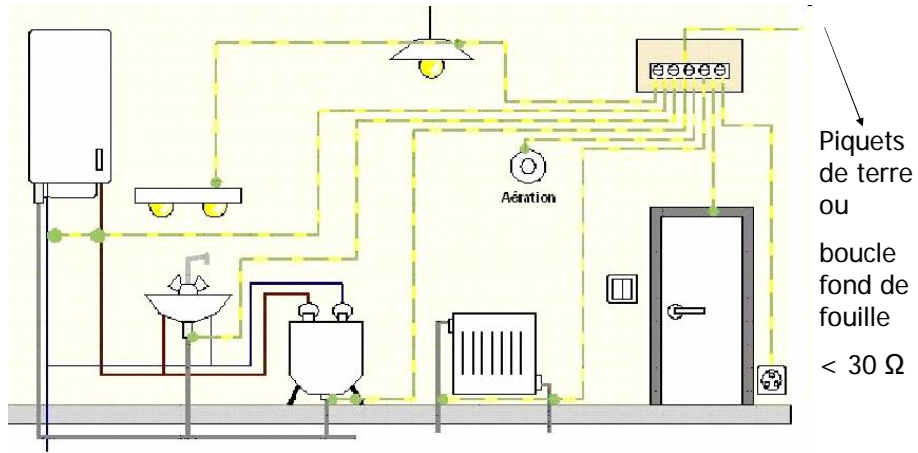 Aération
Piquets
de terre
ou
boucle
fond de
fouille
< 30 Ω